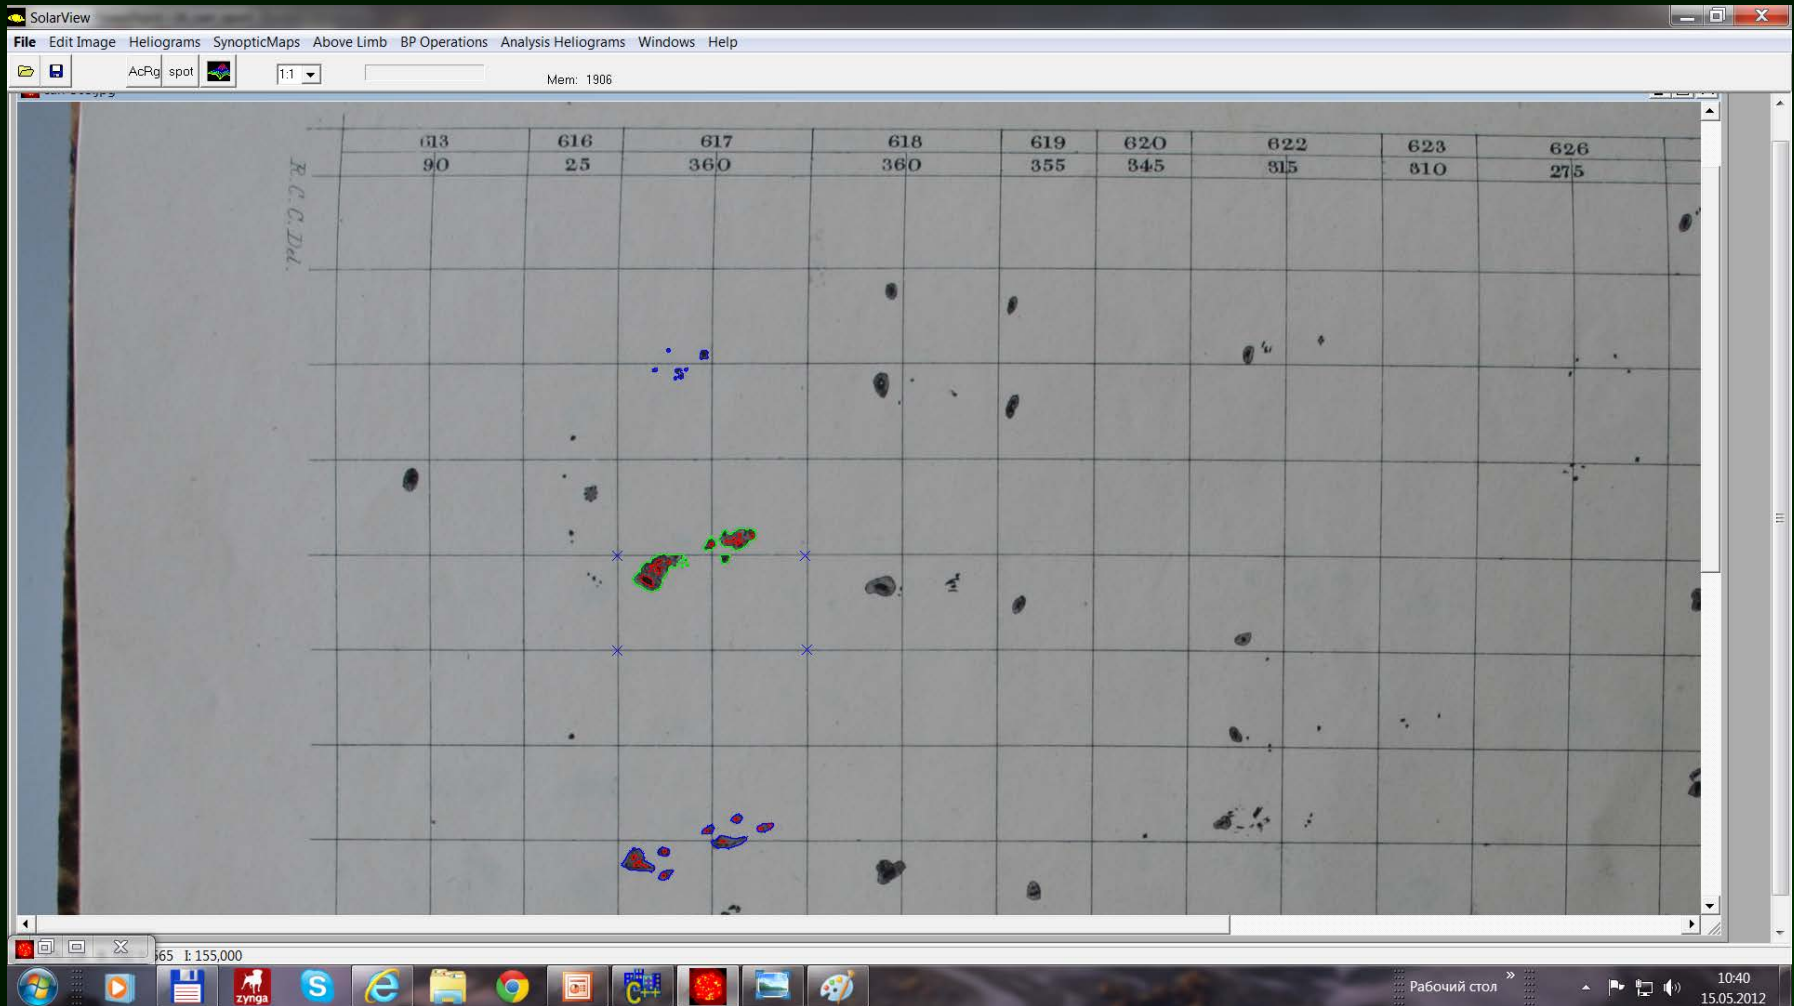 SolarView
File Edit Image Heliograms SynopticMaps Above Limb BP Operations Analysis Heliograms Windows Help
AcRg spot 1:1 Mem: 1906
613 616 617 618 619 620 622 623 626
90 25 360 360 355 345 315 310 275
R.C.C.Del.
65 I: 155,000
zynga
C++
Рабочий стол
10:40
15.05.2012